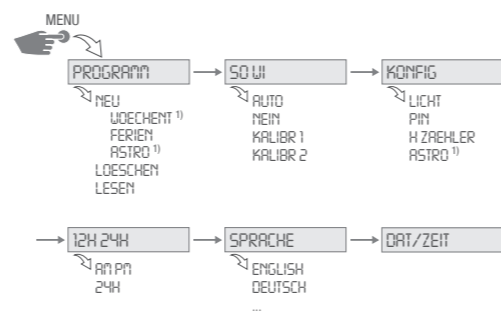 MENU
PROGRAMM
SO WI
KONFIG
NEU
WOECHENT 1)
FERIEN
ASTRO 1)
LOESCHEN
LESEN
AUTO
NEIN
KALIBR 1
KALIBR 2
LICHT
PIN
H ZAEHLER
ASTRO 1)
12H 24H
SPRACHE
DAT/ZEIT
AM PM
24H
ENGLISH
DEUTSCH
...